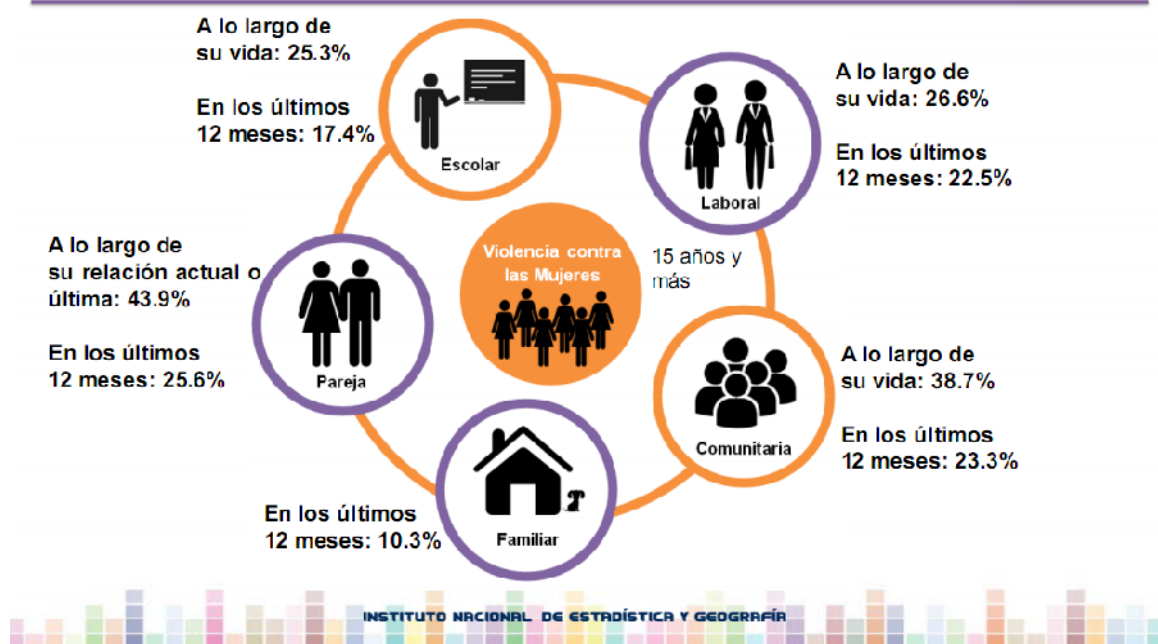 A lo largo de
su vida: 25.3%
En los últimos
12 meses: 17.4%
Escolar
A lo largo de
su vida: 26.6%
En los últimos
12 meses: 22.5%
Laboral
Violencia contra
las Mujeres
15 años y
más
A lo largo de
su relación actual o
última: 43.9%
En los últimos
12 meses: 25.6%
Pareja
A lo largo de
su vida: 38.7%
En los últimos
12 meses: 23.3%
Comunitaria
En los últimos
12 meses: 10.3%
Familiar
INSTITUTO NACIONAL DE ESTADÍSTICA Y GEOGRAFÍA